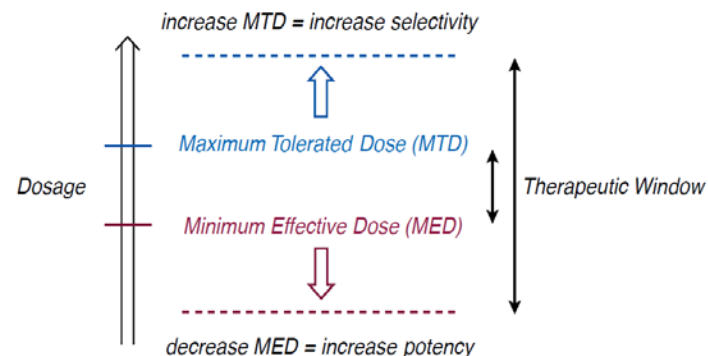 increase MTD = increase selectivity
Maximum Tolerated Dose (MTD)
Dosage
Therapeutic Window
Minimum Effective Dose (MED)
decrease MED = increase potency